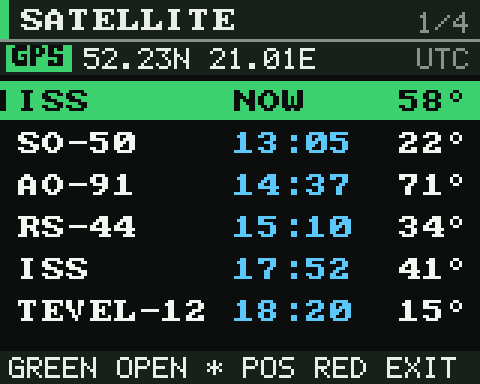 SATELLITE 1/4
GPS 52.23N 21.01E UTC
ISS NOW 58°
SO-50 13:05 22°
AO-91 14:37 71°
RS-44 15:10 34°
ISS 17:52 41°
TEVEL-12 18:20 15°
GREEN OPEN * POS RED EXIT